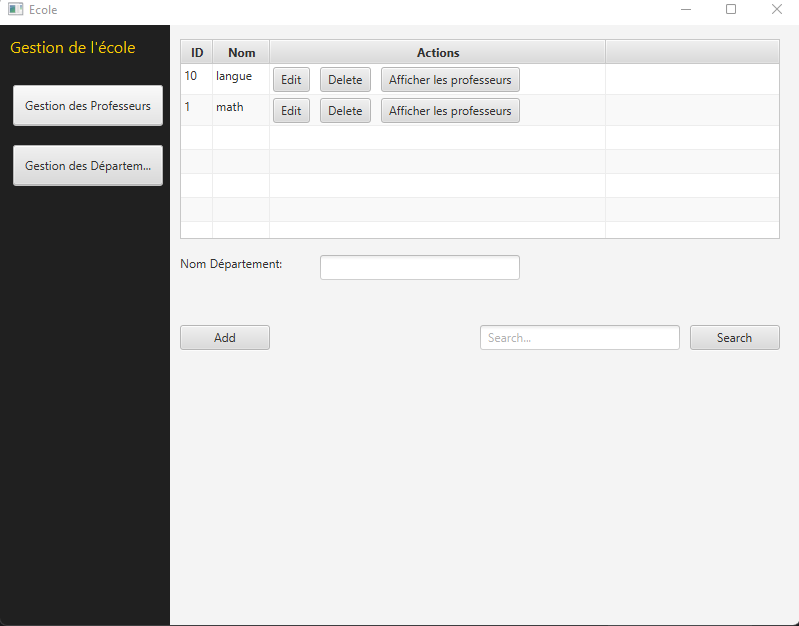 Ecole
Gestion de l'école
Gestion des Professeurs
Gestion des Départem...
ID Nom Actions
10 langue Edit Delete Afficher les professeurs
1 math Edit Delete Afficher les professeurs
Nom Département:
Add Search... Search